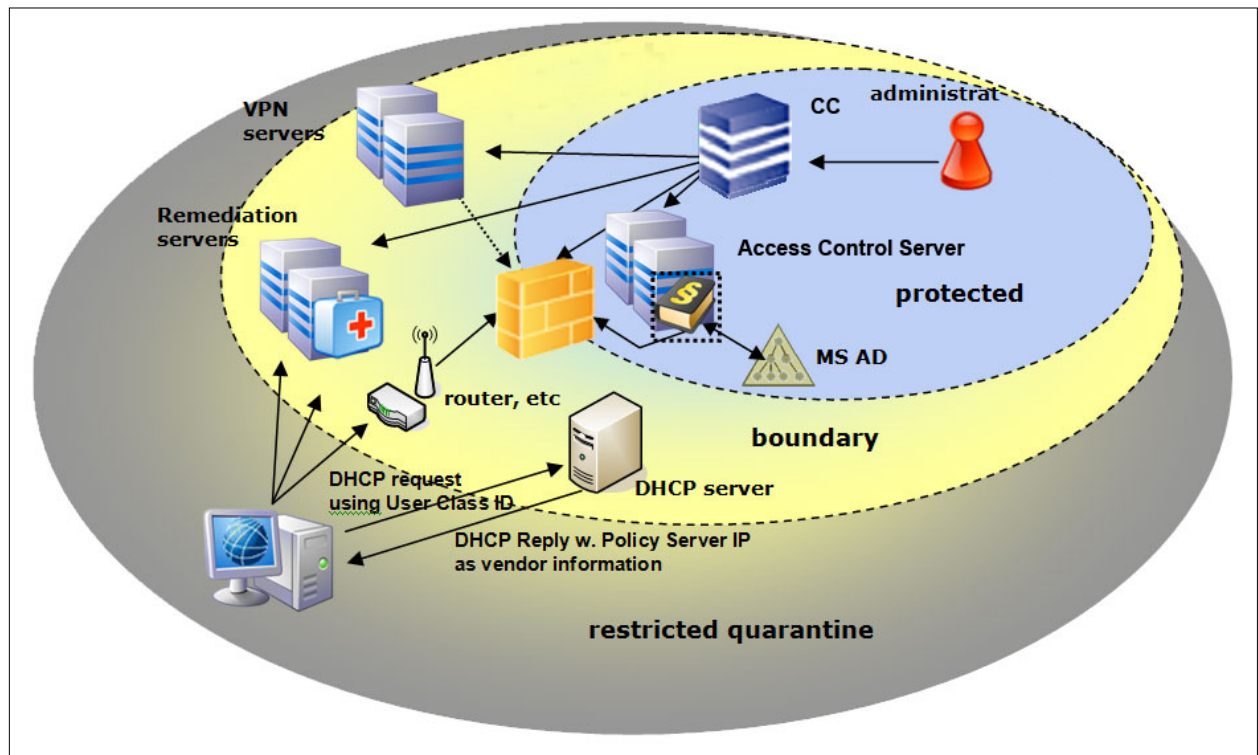 VPN
servers
CC
administrat
Remediation
servers
Access Control Server
protected
§
MS AD
router, etc
boundary
DHCP request
using User Class ID
DHCP server
DHCP Reply w. Policy Server IP
as vendor information
restricted quarantine